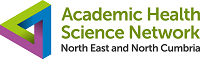 Academic Health
Science Network
North East and North Cumbria